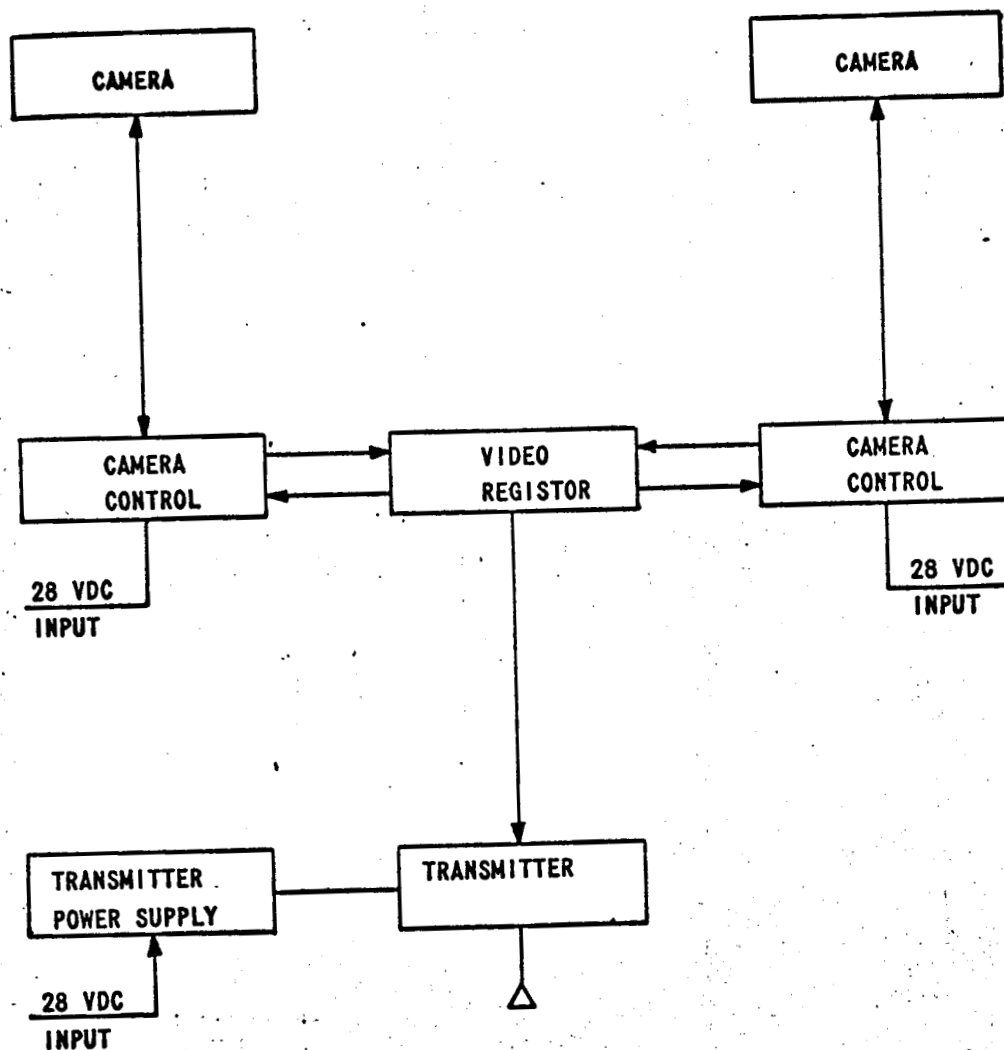 CAMERA
CAMERA
CAMERA
CONTROL
VIDEO
REGISTOR
CAMERA
CONTROL
28 VDC
INPUT
28 VDC
INPUT
TRANSMITTER
POWER SUPPLY
TRANSMITTER
28 VDC
INPUT